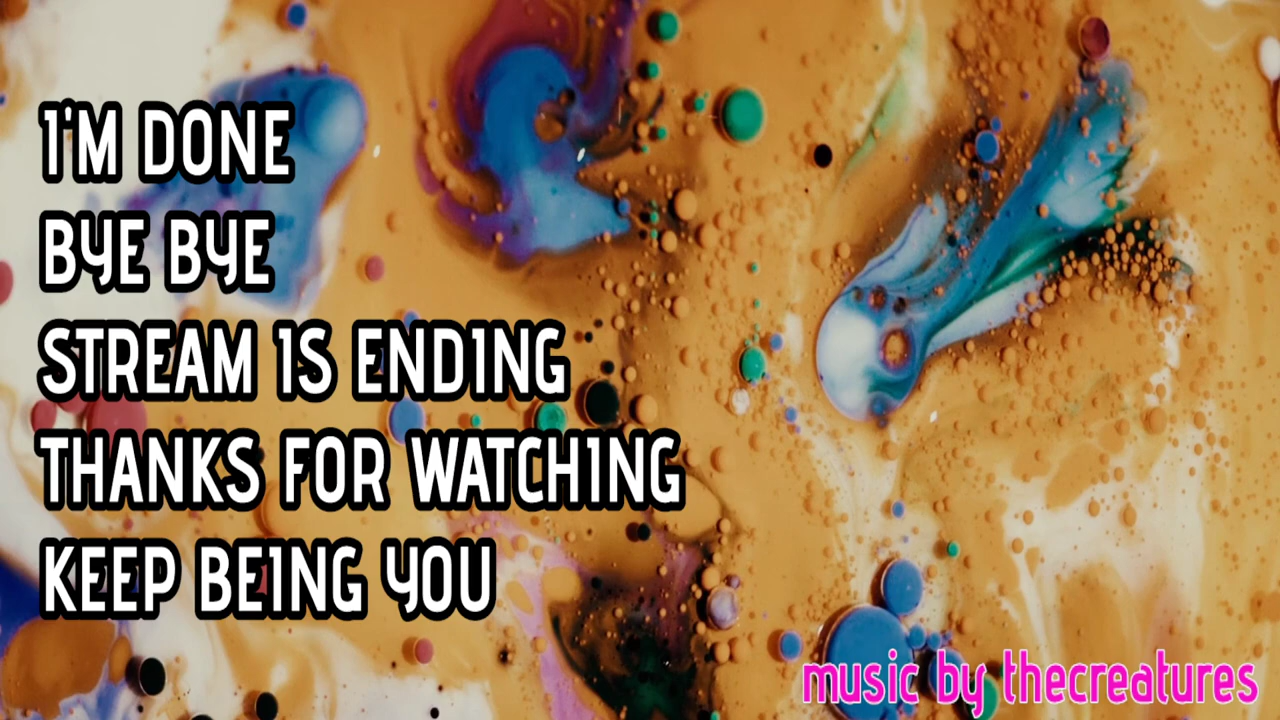 I'M DONE
BYE BYE
STREAM IS ENDING
THANKS FOR WATCHING
KEEP BEING YOU
music by thecreatures